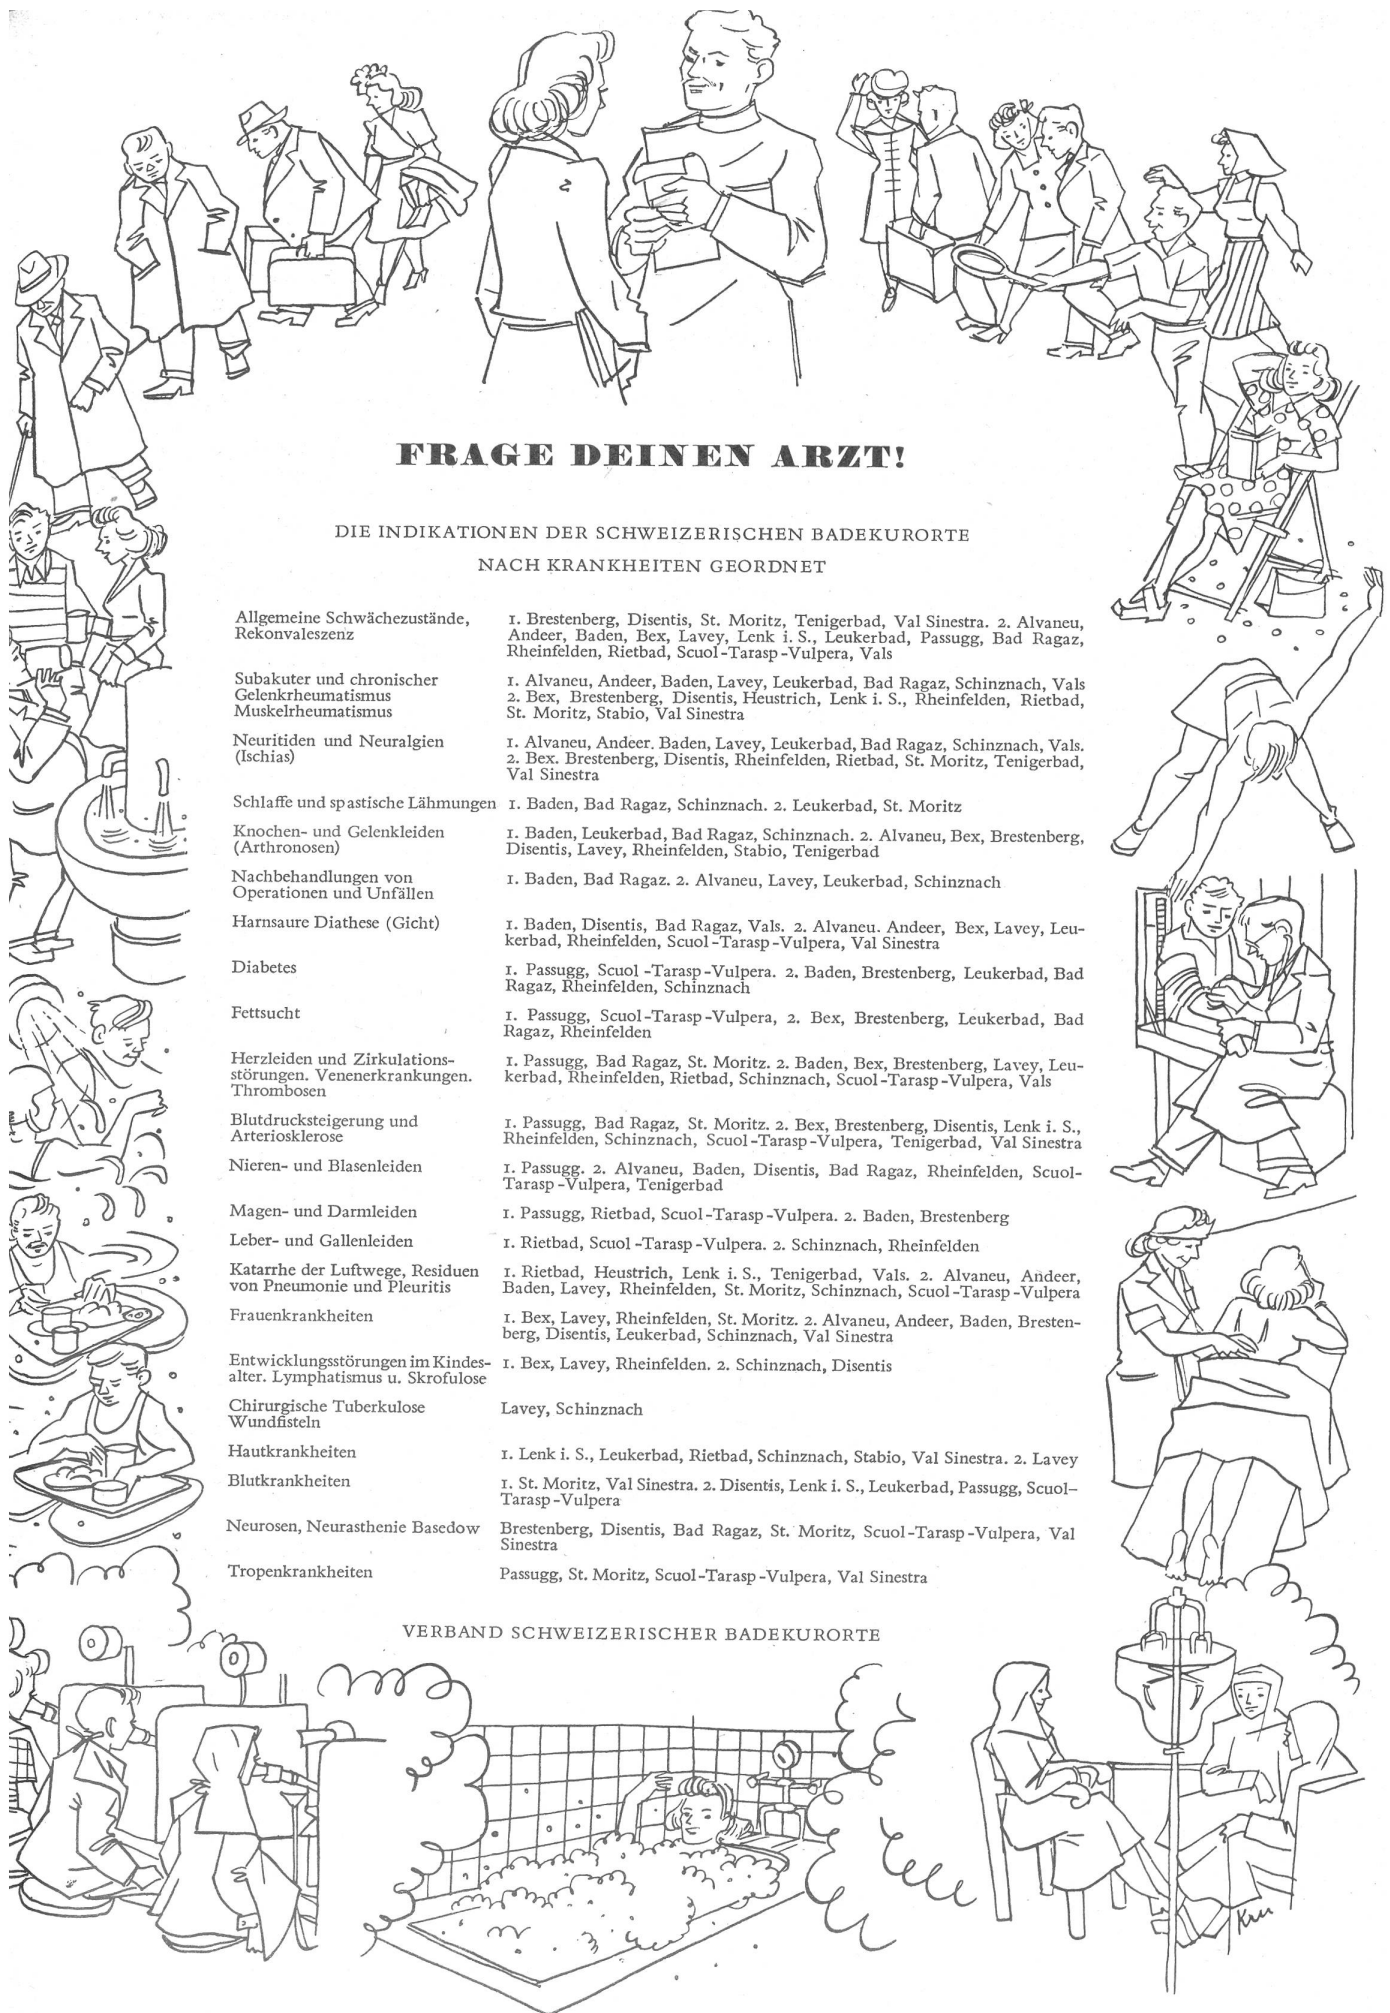 FRAGE DEINEN ARZT!
DIE INDIKATIONEN DER SCHWEIZERISCHEN BADEKURORTE
NACH KRANKHEITEN GEORDNET
Allgemeine Schwächezustände,
Rekonvaleszenz
1. Brestenberg, Disentis, St. Moritz, Tenigerbad, Val Sinestra. 2. Alvaneu,
Andeer, Baden, Bex, Lavey, Lenk i. S., Leukerbad, Passugg, Bad Ragaz,
Rheinfelden, Rietbad, Scuol-Tarasp-Vulpera, Vals
Subakuter und chronischer
Gelenkrheumatismus
Muskelrheumatismus
1. Alvaneu, Andeer, Baden, Lavey, Leukerbad, Bad Ragaz, Schinznach, Vals
2. Bex, Brestenberg, Disentis, Heustrich, Lenk i. S., Rheinfelden, Rietbad,
St. Moritz, Stabio, Val Sinestra
Neuritiden und Neuralgien
(Ischias)
1. Alvaneu, Andeer. Baden, Lavey, Leukerbad, Bad Ragaz, Schinznach, Vals.
2. Bex. Brestenberg, Disentis, Rheinfelden, Rietbad, St. Moritz, Tenigerbad,
Val Sinestra
Schlaffe und spastische Lähmungen
1. Baden, Bad Ragaz, Schinznach. 2. Leukerbad, St. Moritz
Knochen- und Gelenkleiden
(Arthronosen)
1. Baden, Leukerbad, Bad Ragaz, Schinznach. 2. Alvaneu, Bex, Brestenberg,
Disentis, Lavey, Rheinfelden, Stabio, Tenigerbad
Nachbehandlungen von
Operationen und Unfällen
1. Baden, Bad Ragaz. 2. Alvaneu, Lavey, Leukerbad, Schinznach
Harnsaure Diathese (Gicht)
1. Baden, Disentis, Bad Ragaz, Vals. 2. Alvaneu. Andeer, Bex, Lavey, Leu-
kerbad, Rheinfelden, Scuol-Tarasp-Vulpera, Val Sinestra
Diabetes
1. Passugg, Scuol-Tarasp-Vulpera. 2. Baden, Brestenberg, Leukerbad, Bad
Ragaz, Rheinfelden, Schinznach
Fettsucht
1. Passugg, Scuol-Tarasp-Vulpera, 2. Bex, Brestenberg, Leukerbad, Bad
Ragaz, Rheinfelden
Herzleiden und Zirkulations-
störungen. Venenerkrankungen.
Thrombosen
1. Passugg, Bad Ragaz, St. Moritz. 2. Baden, Bex, Brestenberg, Lavey, Leu-
kerbad, Rheinfelden, Rietbad, Schinznach, Scuol-Tarasp-Vulpera, Vals
Blutdrucksteigerung und
Arteriosklerose
1. Passugg, Bad Ragaz, St. Moritz. 2. Bex, Brestenberg, Disentis, Lenk i. S.,
Rheinfelden, Schinznach, Scuol-Tarasp-Vulpera, Tenigerbad, Val Sinestra
Nieren- und Blasenleiden
1. Passugg. 2. Alvaneu, Baden, Disentis, Bad Ragaz, Rheinfelden, Scuol-
Tarasp-Vulpera, Tenigerbad
Magen- und Darmleiden
1. Passugg, Rietbad, Scuol-Tarasp-Vulpera. 2. Baden, Brestenberg
Leber- und Gallenleiden
1. Rietbad, Scuol-Tarasp-Vulpera. 2. Schinznach, Rheinfelden
Katarrhe der Luftwege, Residuen
von Pneumonie und Pleuritis
1. Rietbad, Heustrich, Lenk i. S., Tenigerbad, Vals. 2. Alvaneu, Andeer,
Baden, Lavey, Rheinfelden, St. Moritz, Schinznach, Scuol-Tarasp-Vulpera
Frauenkrankheiten
1. Bex, Lavey, Rheinfelden, St. Moritz. 2. Alvaneu, Andeer, Baden, Bresten-
berg, Disentis, Leukerbad, Schinznach, Val Sinestra
Entwicklungsstörungen im Kindes-
alter. Lymphatismus u. Skrofulose
1. Bex, Lavey, Rheinfelden. 2. Schinznach, Disentis
Chirurgische Tuberkulose
Wundfisteln
Lavey, Schinznach
Hautkrankheiten
1. Lenk i. S., Leukerbad, Rietbad, Schinznach, Stabio, Val Sinestra. 2. Lavey
Blutkrankheiten
1. St. Moritz, Val Sinestra. 2. Disentis, Lenk i. S., Leukerbad, Passugg, Scuol-
Tarasp-Vulpera
Neurosen, Neurasthenie Basedow
Brestenberg, Disentis, Bad Ragaz, St. Moritz, Scuol-Tarasp-Vulpera, Val
Sinestra
Tropenkrankheiten
Passugg, St. Moritz, Scuol-Tarasp-Vulpera, Val Sinestra
VERBAND SCHWEIZERISCHER BADEKURORTE